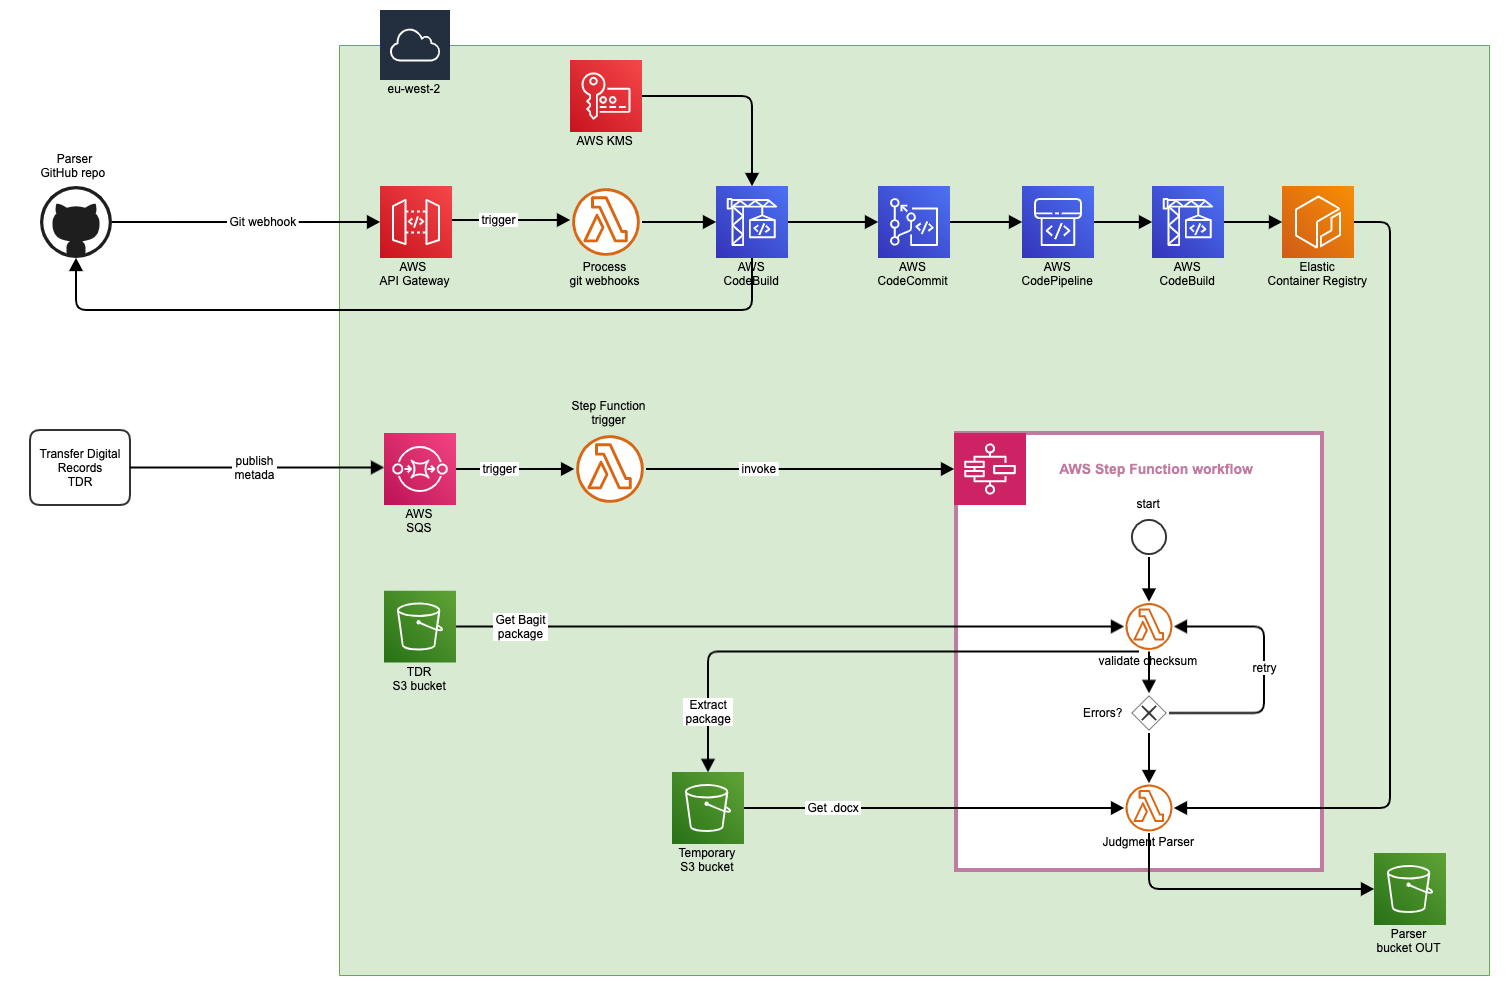 eu-west-2
AWS KMS
Parser
GitHub repo
Git webhook
AWS
API Gateway
trigger
Process
git webhooks
AWS
CodeBuild
AWS
CodeCommit
AWS
CodePipeline
AWS
CodeBuild
Elastic
Container Registry
Transfer Digital
Records
TDR
publish
metada
AWS
SQS
trigger
Step Function
trigger
invoke
AWS Step Function workflow
start
TDR
S3 bucket
Get Bagit
package
validate checksum
retry
Errors?
Extract
package
Temporary
S3 bucket
Get .docx
Judgment Parser
Parser
bucket OUT